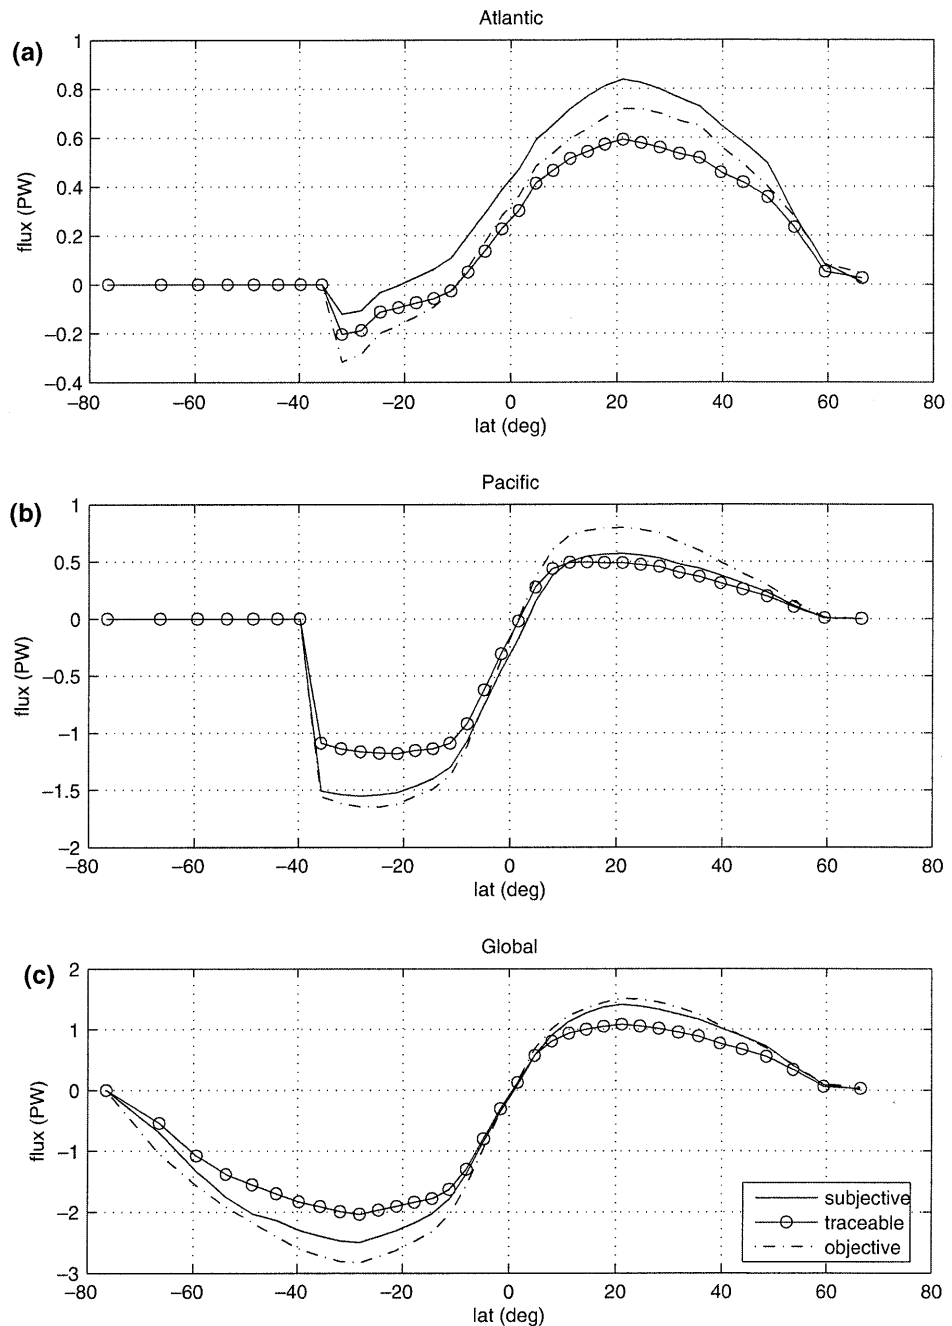 Atlantic
(a)
1
0.8
0.6
0.4
0.2
0
−0.2
−0.4
flux (PW)
−80 −60 −40 −20 0 20 40 60 80
lat (deg)
Pacific
(b)
1
0.5
0
−0.5
−1
−1.5
−2
flux (PW)
−80 −60 −40 −20 0 20 40 60 80
lat (deg)
Global
(c)
2
1
0
−1
−2
−3
flux (PW)
subjective
traceable
objective
−80 −60 −40 −20 0 20 40 60 80
lat (deg)